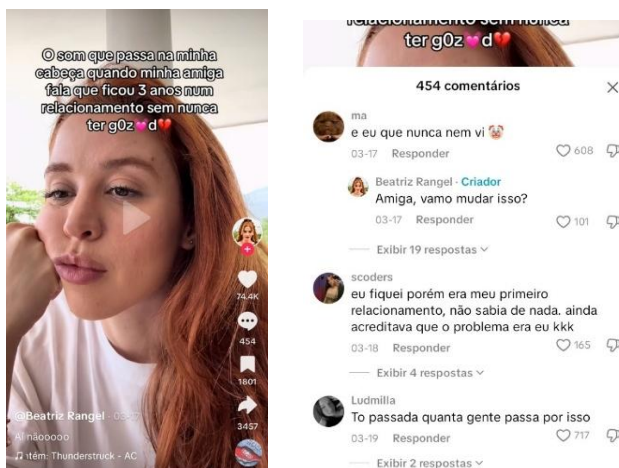 O som que passa na minha
cabeça quando minha amiga
fala que ficou 3 anos num
relacionamento sem nunca
ter g0z💗d💔
74.4K
454
1801
3457
@Beatriz Rangel · 03-17
Aí nãooooo
ntém: Thunderstruck - AC
relacionamento sem nunca
ter g0z💗d💔
454 comentários
ma
e eu que nunca nem vi 🤡
03-17 Responder 608
Beatriz Rangel · Criador
Amiga, vamo mudar isso?
03-17 Responder 101
Exibir 19 respostas
scoders
eu fiquei porém era meu primeiro
relacionamento, não sabia de nada. ainda
acreditava que o problema era eu kkk
03-18 Responder 165
Exibir 4 respostas
Ludmilla
To passada quanta gente passa por isso
03-19 Responder 717
Exibir 2 respostas